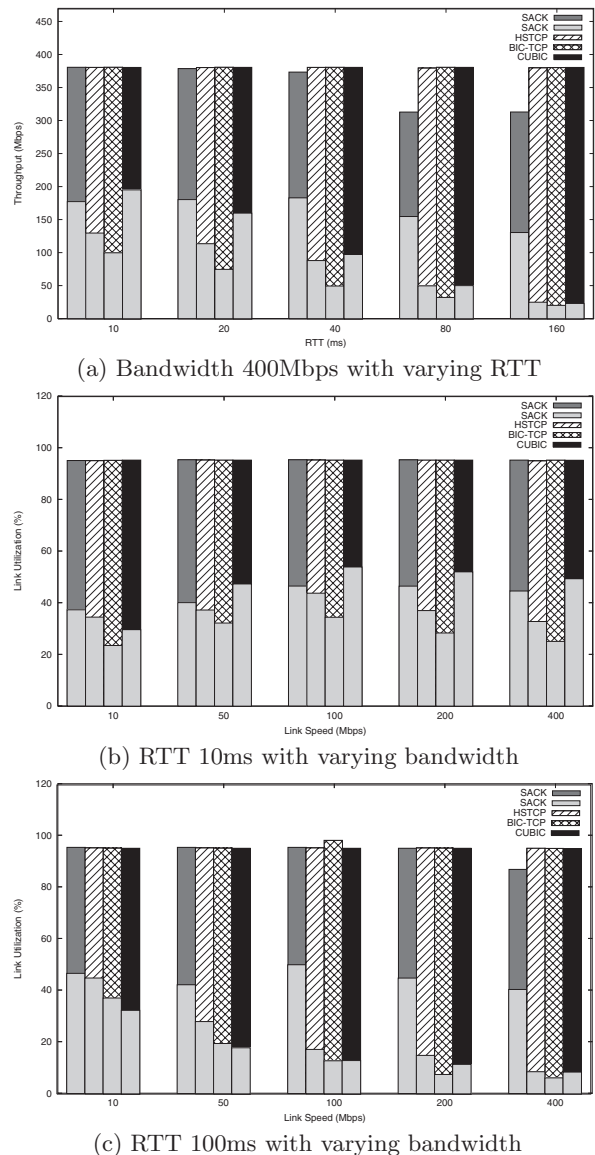 450
400
350
300
250
200
150
100
50
0
Throughput (Mbps)
SACK
SACK
HSTCP
BIC-TCP
CUBIC
10 20 40 80 160
RTT (ms)
(a) Bandwidth 400Mbps with varying RTT
120
100
80
60
40
20
0
Link Utilization (%)
SACK
SACK
HSTCP
BIC-TCP
CUBIC
10 50 100 200 400
Link Speed (Mbps)
(b) RTT 10ms with varying bandwidth
120
100
80
60
40
20
0
Link Utilization (%)
SACK
SACK
HSTCP
BIC-TCP
CUBIC
10 50 100 200 400
Link Speed (Mbps)
(c) RTT 100ms with varying bandwidth